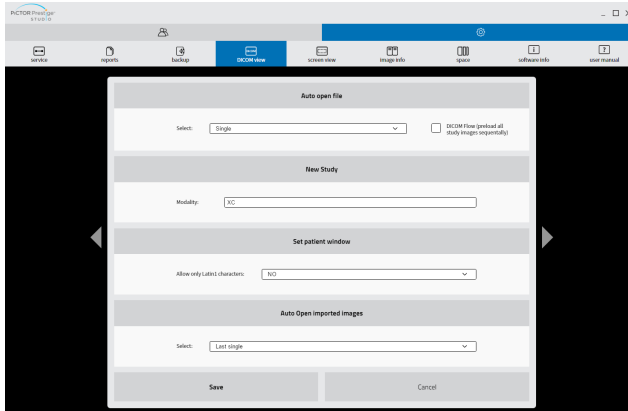 PiCTOR Prestige
STUDIO
service
reports
backup
DICOM view
screen view
image info
space
software info
user manual
Auto open file
Select:
Single
DICOM Flow (preload all
study images sequentally)
New Study
Modality:
XC
Set patient window
Allow only Latin1 characters:
NO
Auto Open imported images
Select:
Last single
Save
Cancel